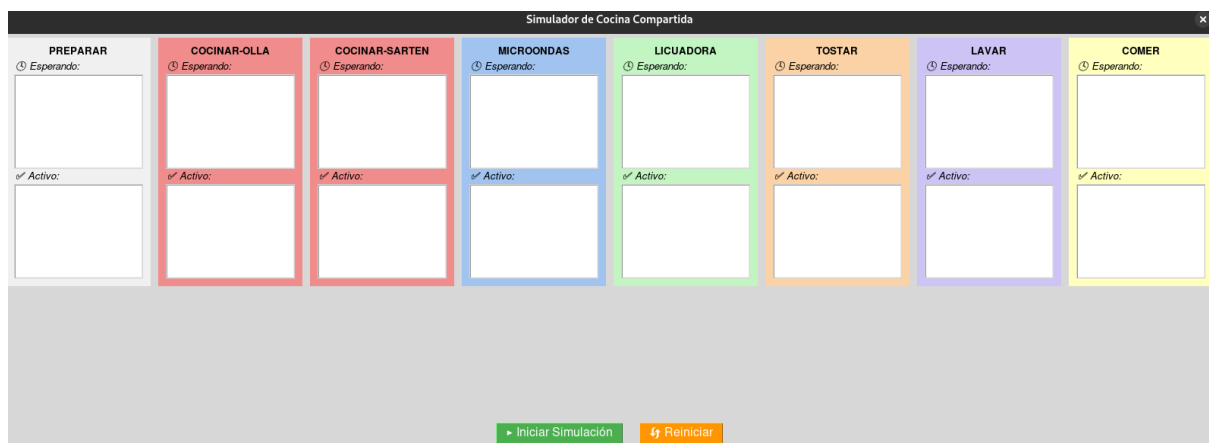 Simulador de Cocina Compartida
PREPARAR
🕓 Esperando:
✅ Activo:
COCINAR-OLLA
🕓 Esperando:
✅ Activo:
COCINAR-SARTEN
🕓 Esperando:
✅ Activo:
MICROONDAS
🕓 Esperando:
✅ Activo:
LICUADORA
🕓 Esperando:
✅ Activo:
TOSTAR
🕓 Esperando:
✅ Activo:
LAVAR
🕓 Esperando:
✅ Activo:
COMER
🕓 Esperando:
✅ Activo:
▶ Iniciar Simulación
Reiniciar